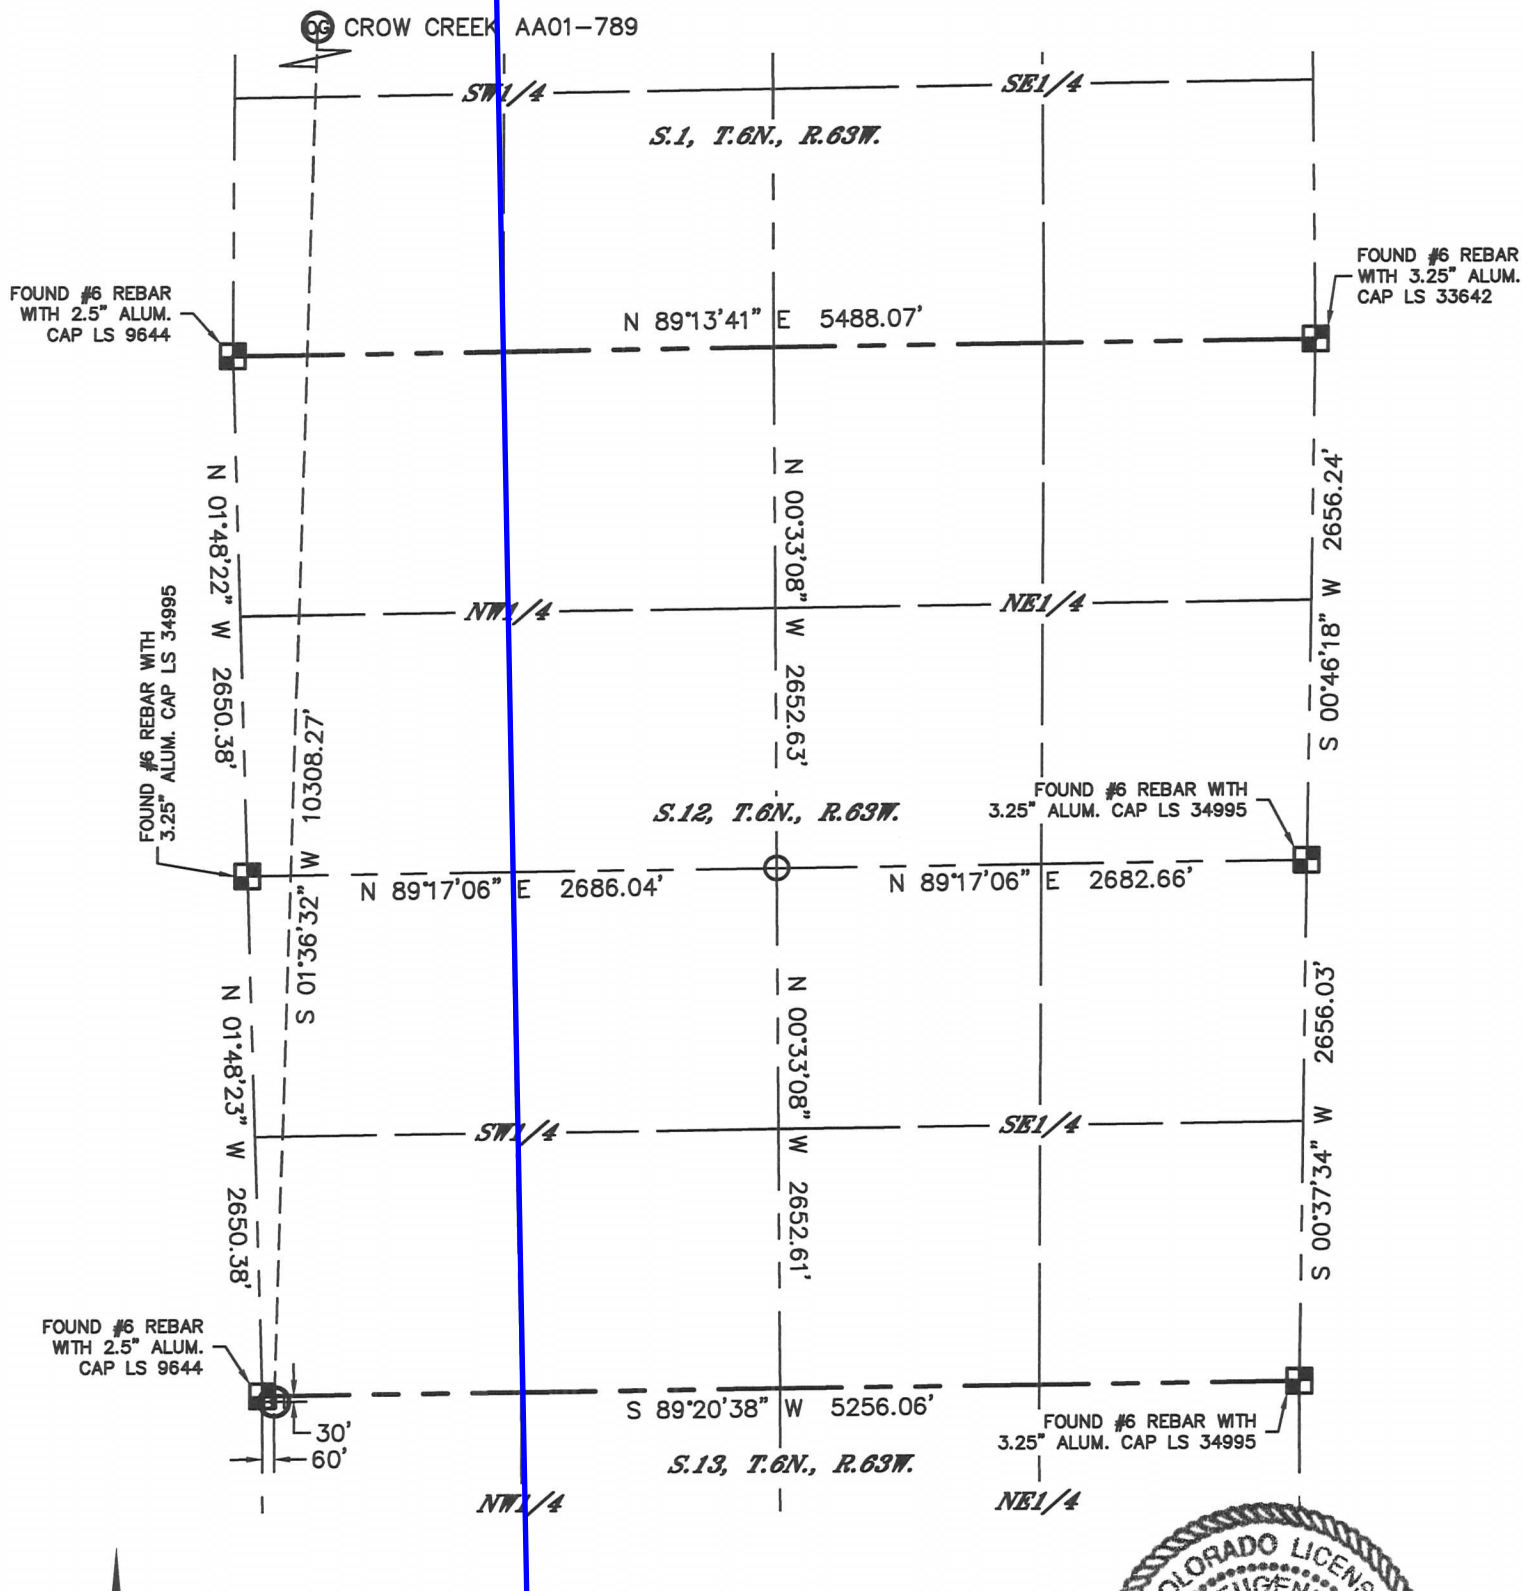 OG CROW CREEK AA01-789
SW1/4
SE1/4
S.1, T.6N., R.63W.
FOUND #6 REBAR
WITH 2.5" ALUM.
CAP LS 9644
FOUND #6 REBAR
WITH 3.25" ALUM.
CAP LS 33642
N 89°13'41" E 5488.07'
N 01°48'22" W 2650.38'
N 00°33'08" W 2652.63'
S 00°46'18" W 2656.24'
NW1/4
NE1/4
FOUND #6 REBAR WITH
3.25" ALUM. CAP LS 34995
S 01°36'32" W 10308.27'
S.12, T.6N., R.63W.
FOUND #6 REBAR WITH
3.25" ALUM. CAP LS 34995
N 89°17'06" E 2686.04'
N 89°17'06" E 2682.66'
N 01°48'23" W 2650.38'
N 00°33'08" W 2652.61'
S 00°37'34" W 2656.03'
SW1/4
SE1/4
FOUND #6 REBAR
WITH 2.5" ALUM.
CAP LS 9644
S 89°20'38" W 5256.06'
30'
60'
FOUND #6 REBAR WITH
3.25" ALUM. CAP LS 34995
S.13, T.6N., R.63W.
NW1/4
NE1/4